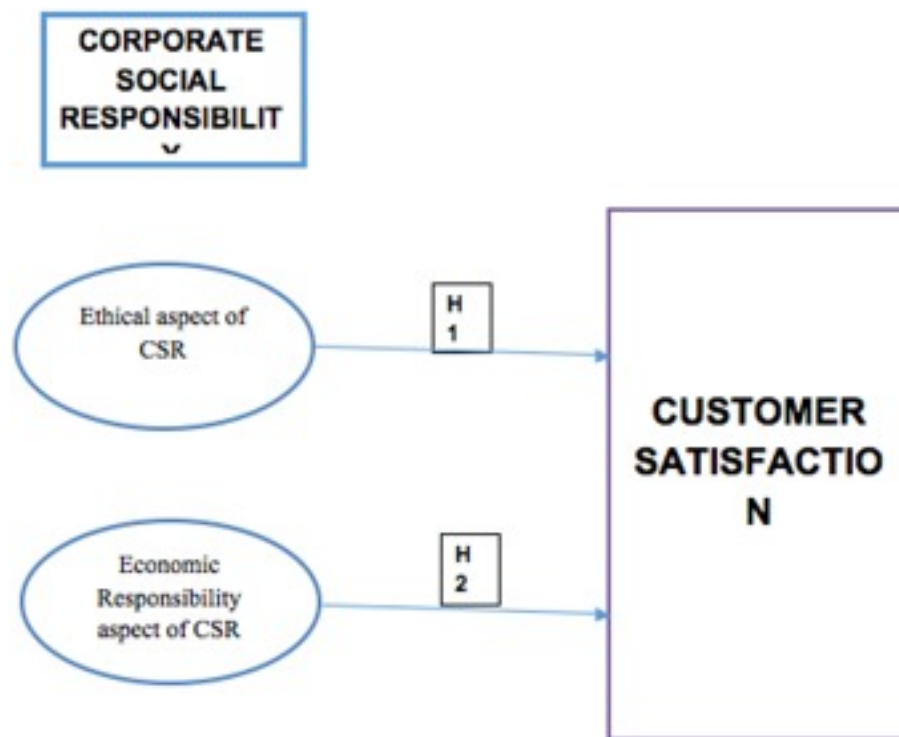 CORPORATE
SOCIAL
RESPONSIBILIT
Y
Ethical aspect of
CSR
H
1
CUSTOMER
SATISFACTIO
N
Economic
Responsibility
aspect of CSR
H
2